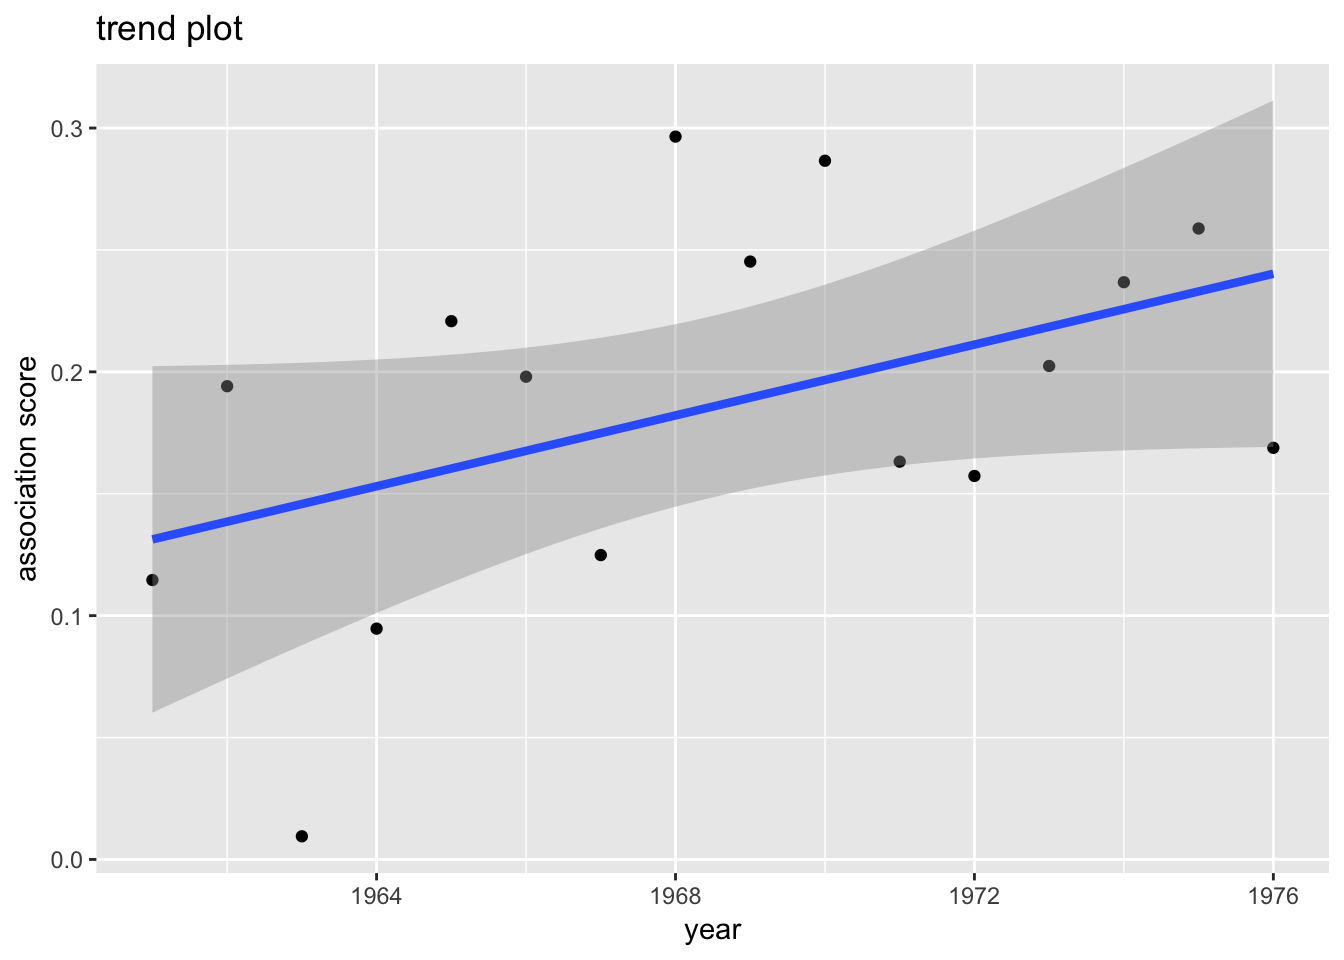 trend plot
association score
0.3
0.2
0.1
0.0
1964 1968 1972 1976
year